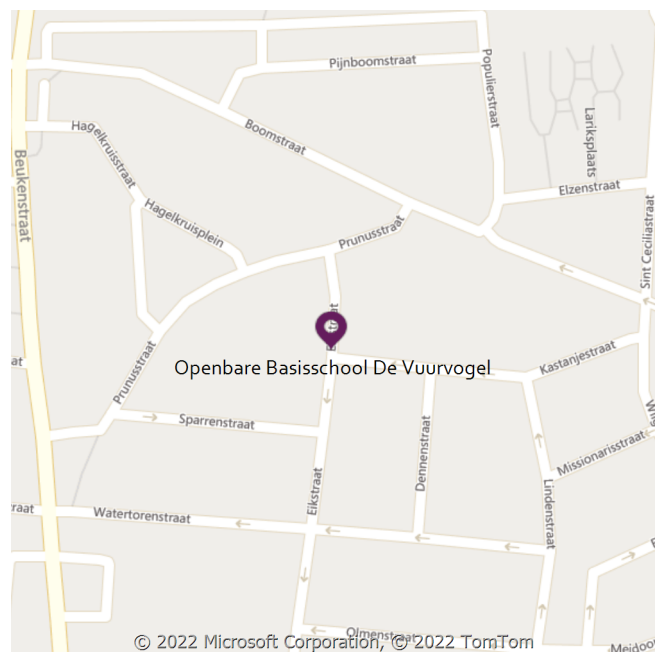 Pijnboomstraat
Populierstraat
Hagelkruisstraat
Boomstraat
Lariksplaats
Beukenstraat
Elzenstraat
Hagelkruisplein
Prunusstraat
Sint Ceciliastraat
Openbare Basisschool De Vuurvogel
Kastanjestraat
Prunusstraat
Sparrenstraat
Dennenstraat
Missionarisstraat
Eikstraat
Lindenstraat
Watertorenstraat
Olmenstraat
© 2022 Microsoft Corporation, © 2022 TomTom